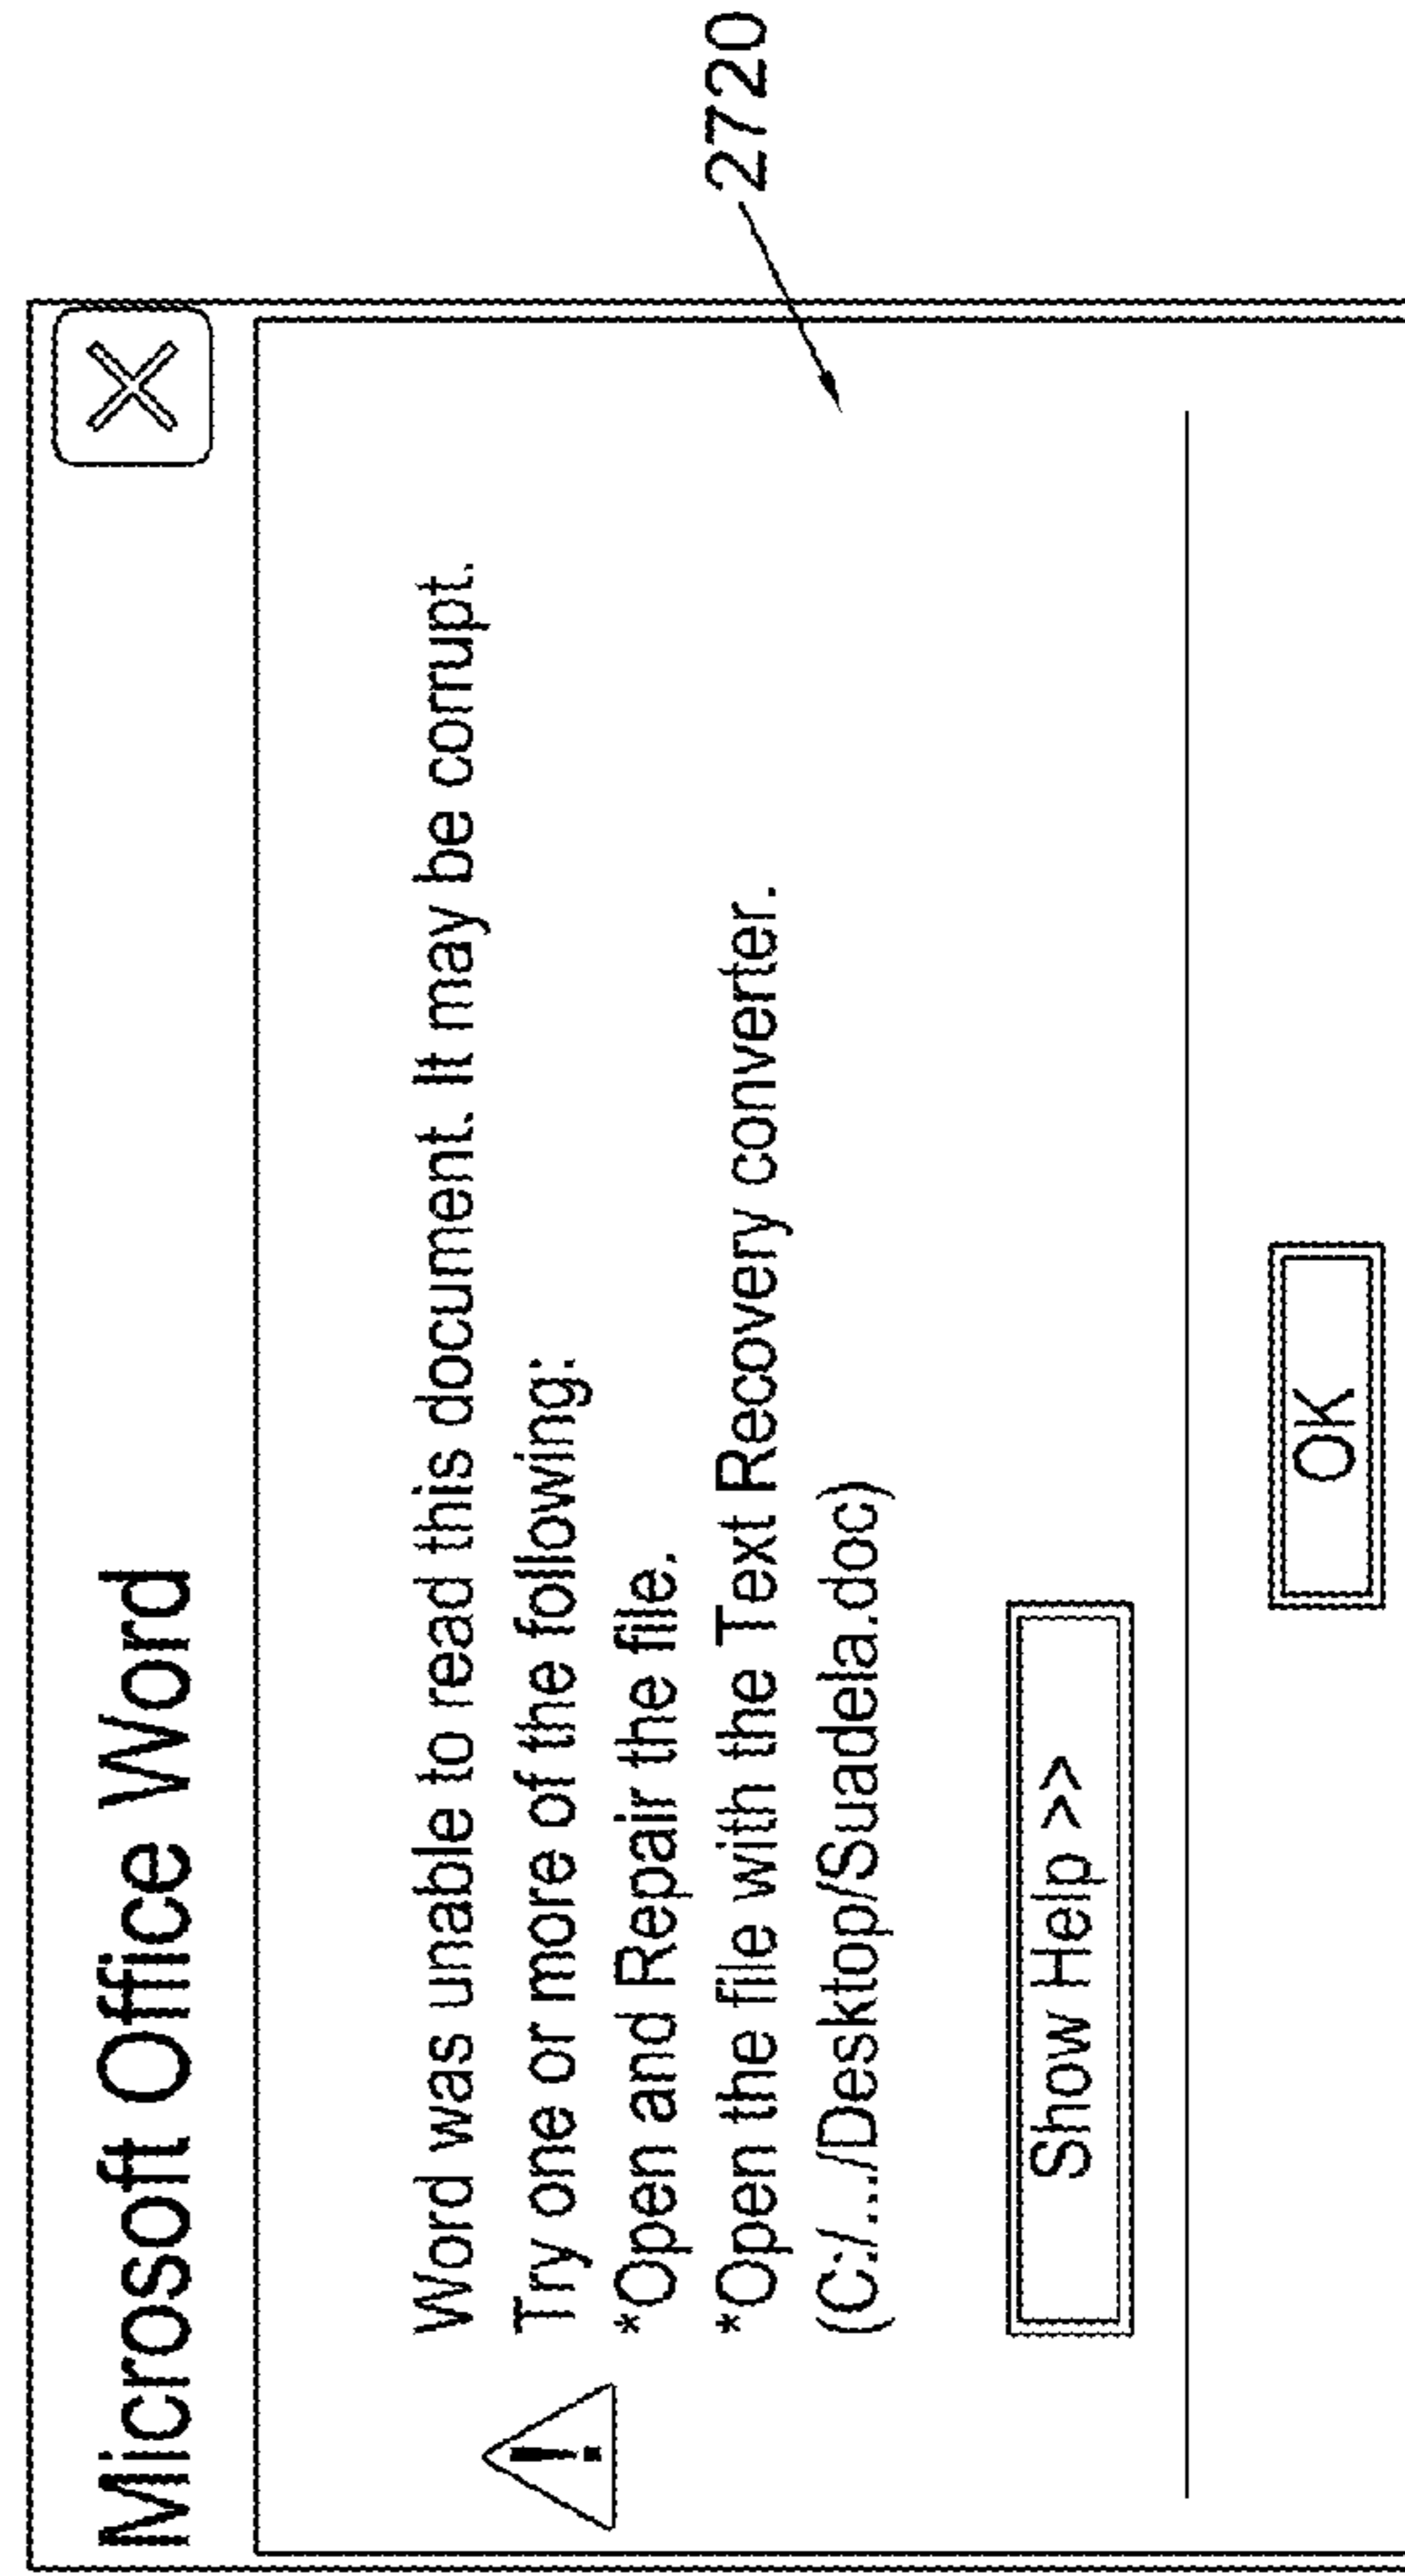 Microsoft Office Word
Word was unable to read this document. It may be corrupt.
Try one or more of the following:
*Open and Repair the file.
*Open the file with the Text Recovery converter.
(C:/.../Desktop/Suadela.doc)
Show Help >>
OK
2720